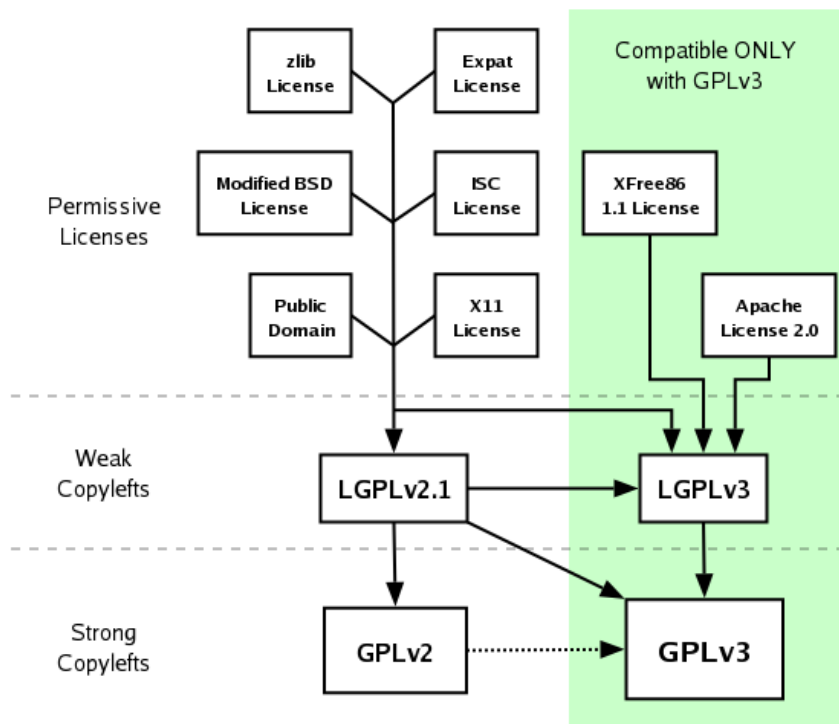 zlib
License
Expat
License
Compatible ONLY
with GPLv3
Permissive
Licenses
Modified BSD
License
ISC
License
XFree86
1.1 License
Public
Domain
X11
License
Apache
License 2.0
Weak
Copylefts
LGPLv2.1
LGPLv3
Strong
Copylefts
GPLv2
GPLv3